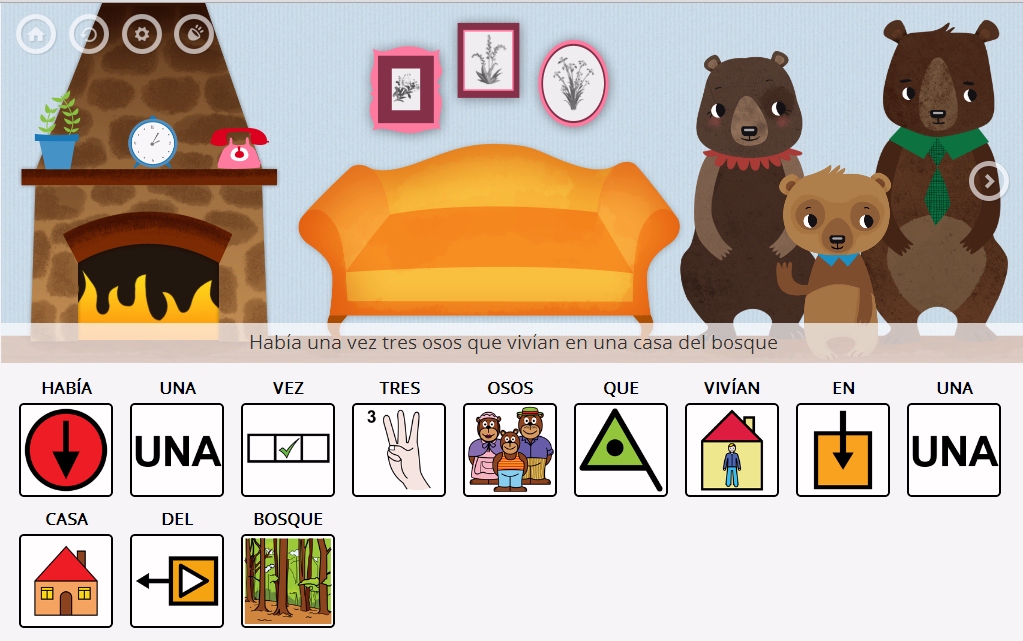 Había una vez tres osos que vivían en una casa del bosque
HABÍA UNA VEZ TRES OSOS QUE VIVÍAN EN UNA
UNA 3 UNA
CASA DEL BOSQUE